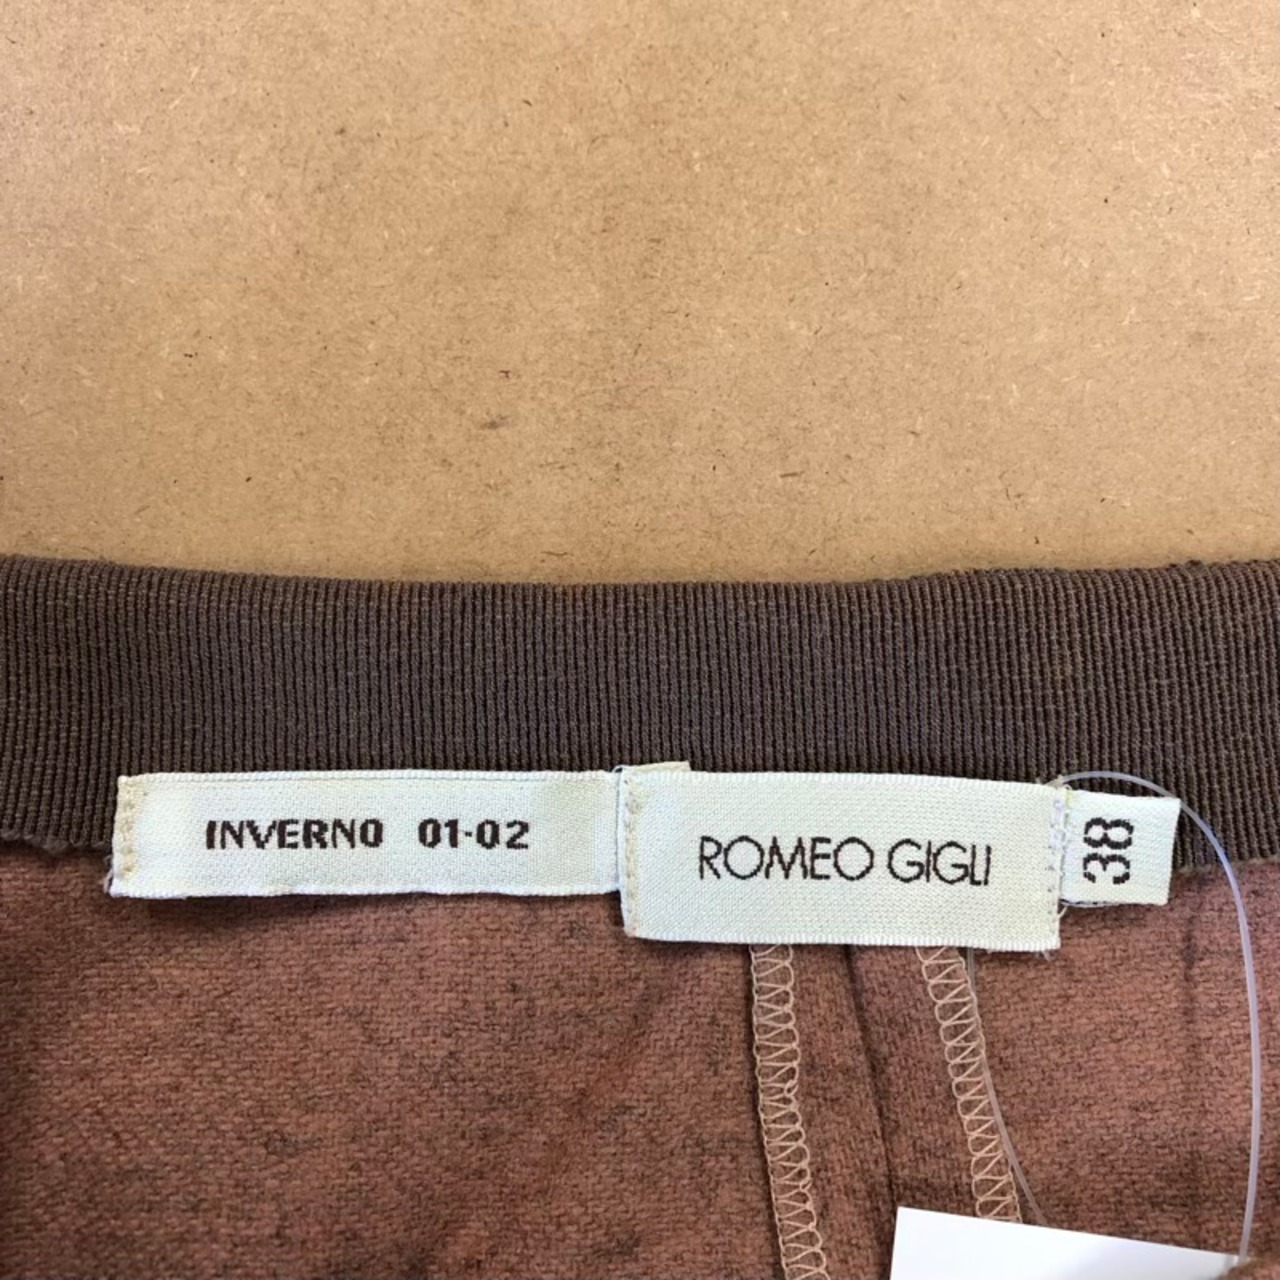 INVERNO 01-02
ROMEO GIGLI
38